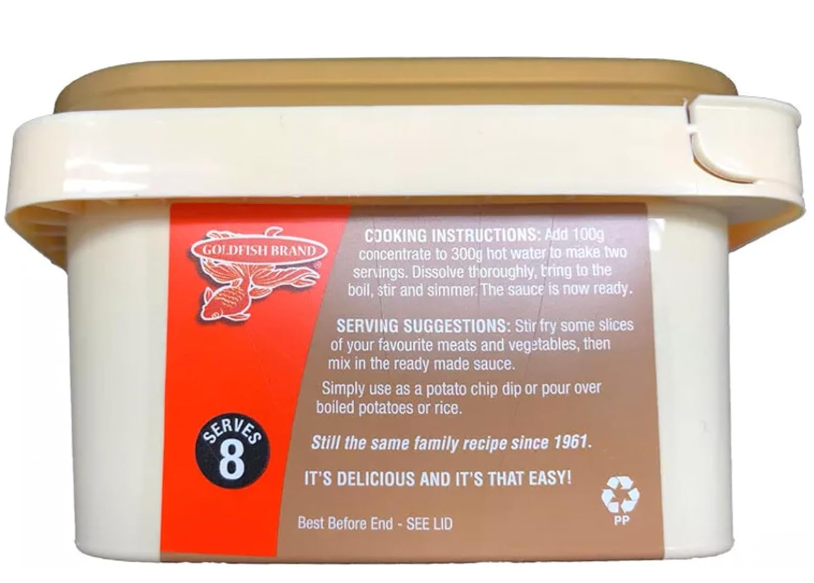 GOLDFISH BRAND
COOKING INSTRUCTIONS: Add 100g
concentrate to 300g hot water to make two
servings. Dissolve thoroughly, bring to the
boil, stir and simmer. The sauce is now ready.
SERVING SUGGESTIONS: Stir fry some slices
of your favourite meats and vegetables, then
mix in the ready made sauce.
Simply use as a potato chip dip or pour over
boiled potatoes or rice.
SERVES
8
Still the same family recipe since 1961.
IT'S DELICIOUS AND IT'S THAT EASY!
Best Before End - SEE LID
PP